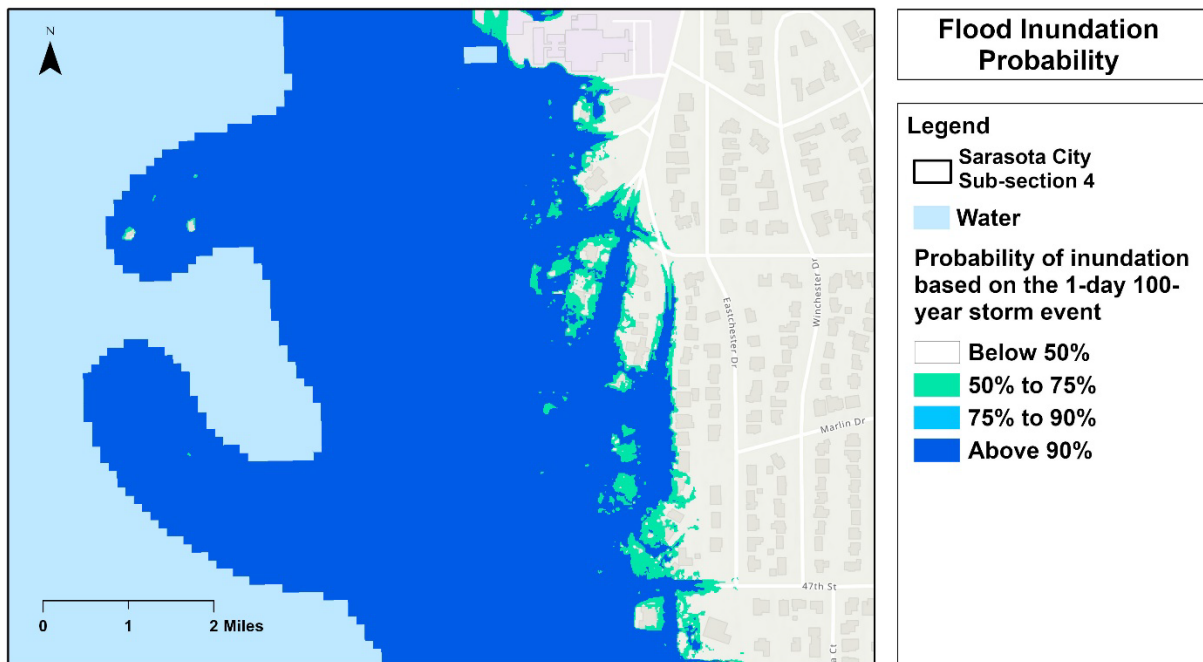 N
Eastchester Dr
Winchester Dr
Marlin Dr
47th St
Ct
0 1 2 Miles
Flood Inundation
Probability
Legend
Sarasota City
Sub-section 4
Water
Probability of inundation
based on the 1-day 100-
year storm event
Below 50%
50% to 75%
75% to 90%
Above 90%